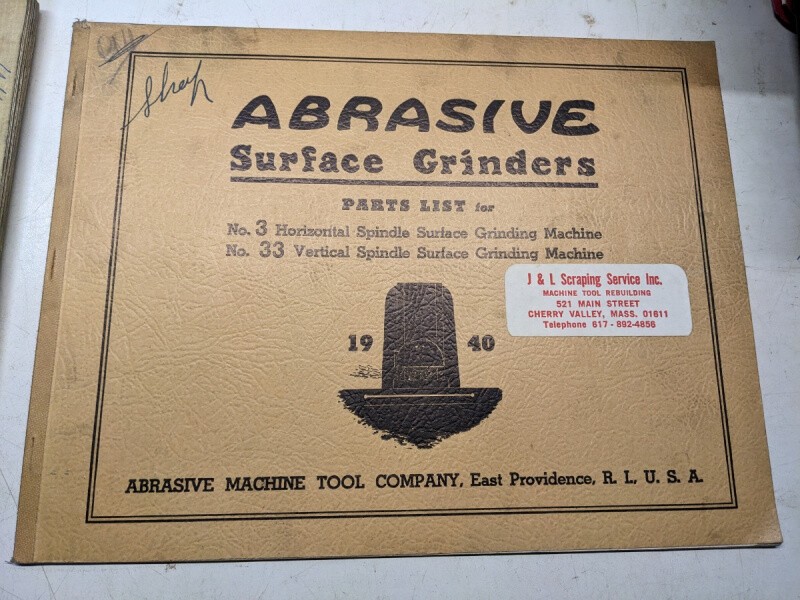 Shop
ABRASIVE
Surface Grinders
PARTS LIST for
No. 3 Horizontal Spindle Surface Grinding Machine
No. 33 Vertical Spindle Surface Grinding Machine
J & L Scraping Service Inc.
MACHINE TOOL REBUILDING
521 MAIN STREET
CHERRY VALLEY, MASS. 01611
Telephone 617 - 892-4856
19 40
ABRASIVE MACHINE TOOL COMPANY, East Providence, R. I., U. S. A.